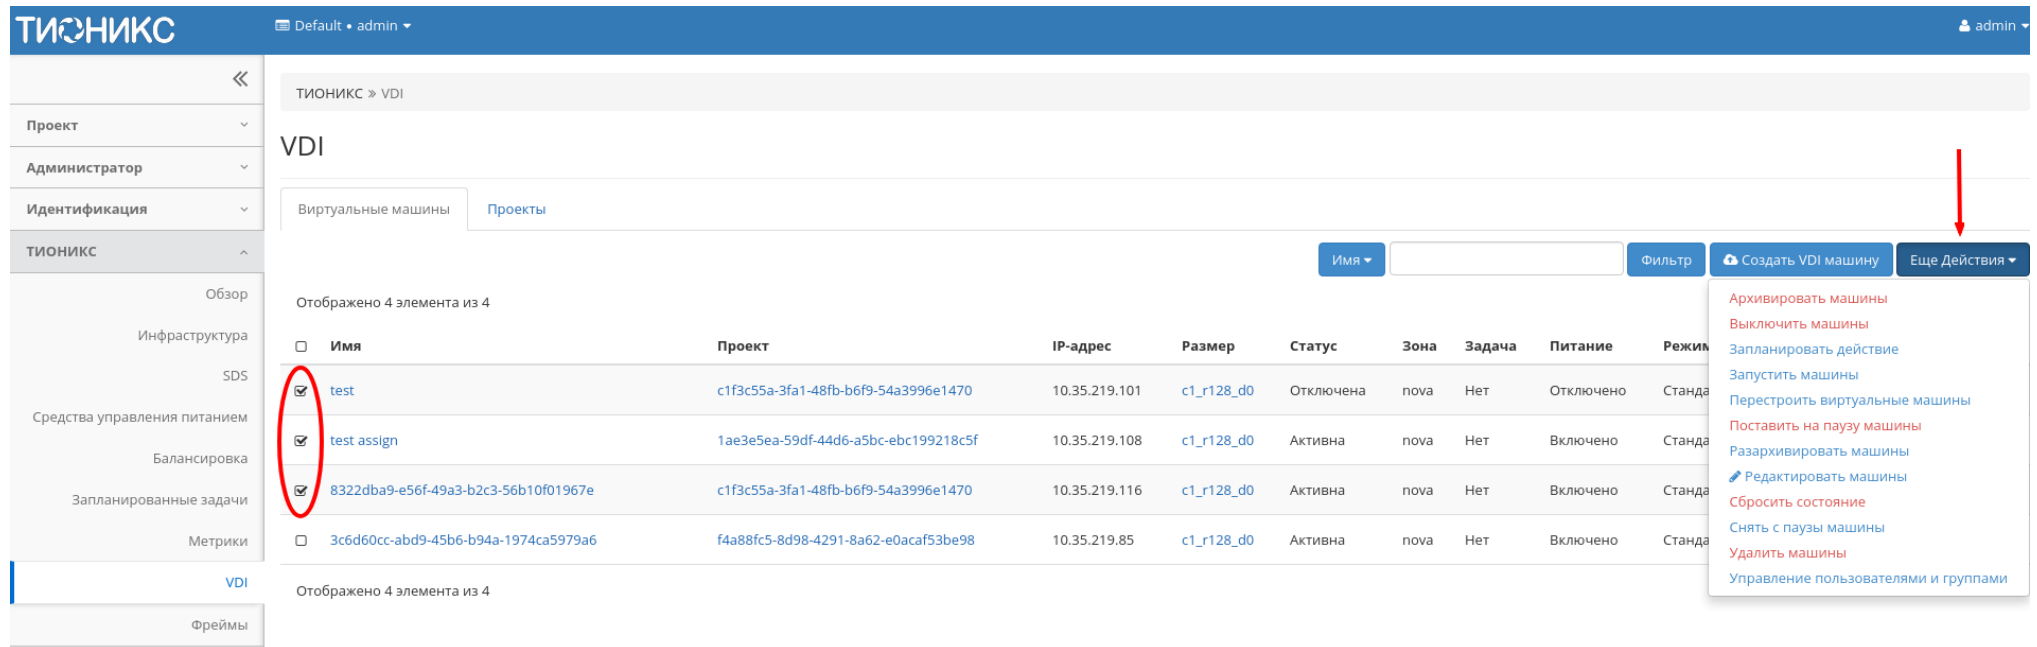 ТИОНИКС Default • admin admin
ТИОНИКС » VDI
Проект
Администратор
Идентификация
ТИОНИКС
Обзор
Инфраструктура
SDS
Средства управления питанием
Балансировка
Запланированные задачи
Метрики
VDI
Фреймы
VDI
Виртуальные машины Проекты
Имя Фильтр Создать VDI машину Еще Действия
Отображено 4 элемента из 4
Имя Проект IP-адрес Размер Статус Зона Задача Питание Режим
test c1f3c55a-3fa1-48fb-b6f9-54a3996e1470 10.35.219.101 c1_r128_d0 Отключена nova Нет Отключено Станда
test assign 1ae3e5ea-59df-44d6-a5bc-ebc199218c5f 10.35.219.108 c1_r128_d0 Активна nova Нет Включено Станда
8322dba9-e56f-49a3-b2c3-56b10f01967e c1f3c55a-3fa1-48fb-b6f9-54a3996e1470 10.35.219.116 c1_r128_d0 Активна nova Нет Включено Станда
3c6d60cc-abd9-45b6-b94a-1974ca5979a6 f4a88fc5-8d98-4291-8a62-e0acaf53be98 10.35.219.85 c1_r128_d0 Активна nova Нет Включено Станда
Отображено 4 элемента из 4
Архивировать машины
Выключить машины
Запланировать действие
Запустить машины
Перестроить виртуальные машины
Поставить на паузу машины
Разархивировать машины
Редактировать машины
Сбросить состояние
Снять с паузы машины
Удалить машины
Управление пользователями и группами